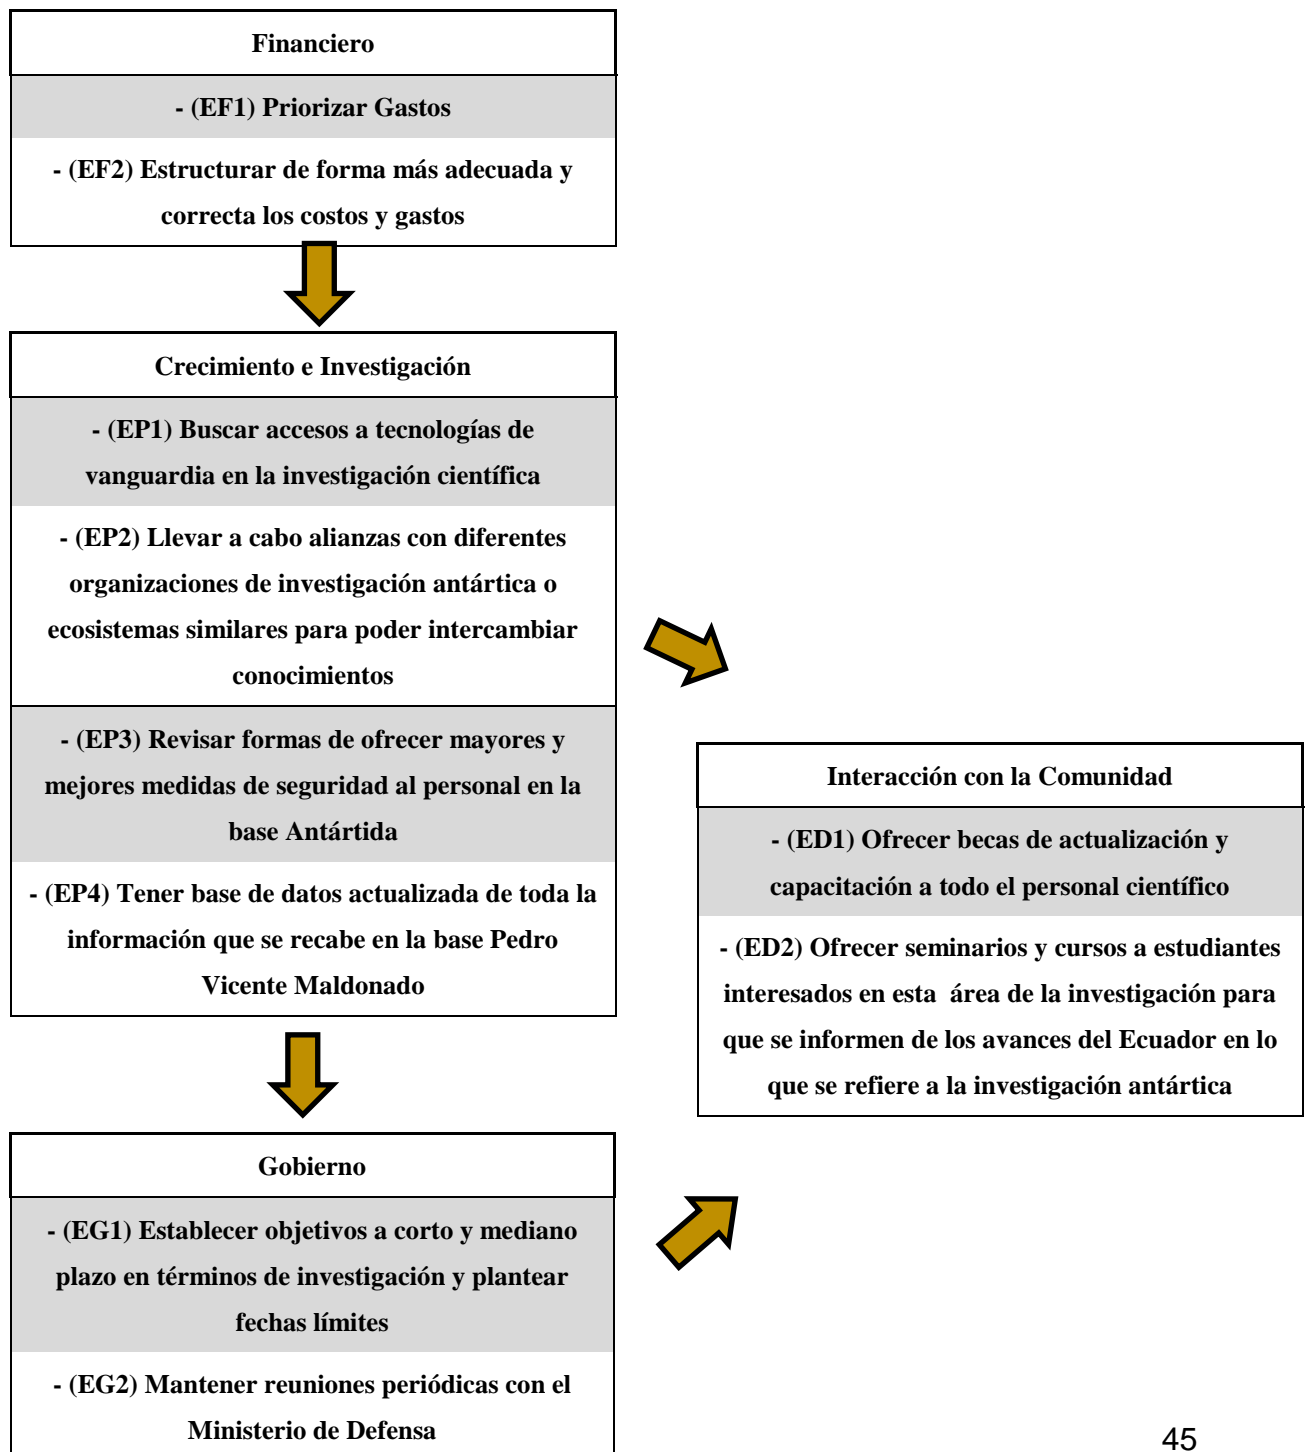 Financiero
- (EF1) Priorizar Gastos
- (EF2) Estructurar de forma más adecuada y
correcta los costos y gastos
Crecimiento e Investigación
- (EP1) Buscar accesos a tecnologías de
vanguardia en la investigación científica
- (EP2) Llevar a cabo alianzas con diferentes
organizaciones de investigación antártica o
ecosistemas similares para poder intercambiar
conocimientos
- (EP3) Revisar formas de ofrecer mayores y
mejores medidas de seguridad al personal en la
base Antártida
- (EP4) Tener base de datos actualizada de toda la
información que se recabe en la base Pedro
Vicente Maldonado
Gobierno
- (EG1) Establecer objetivos a corto y mediano
plazo en términos de investigación y plantear
fechas límites
- (EG2) Mantener reuniones periódicas con el
Ministerio de Defensa
Interacción con la Comunidad
- (ED1) Ofrecer becas de actualización y
capacitación a todo el personal científico
- (ED2) Ofrecer seminarios y cursos a estudiantes
interesados en esta  área de la investigación para
que se informen de los avances del Ecuador en lo
que se refiere a la investigación antártica
45